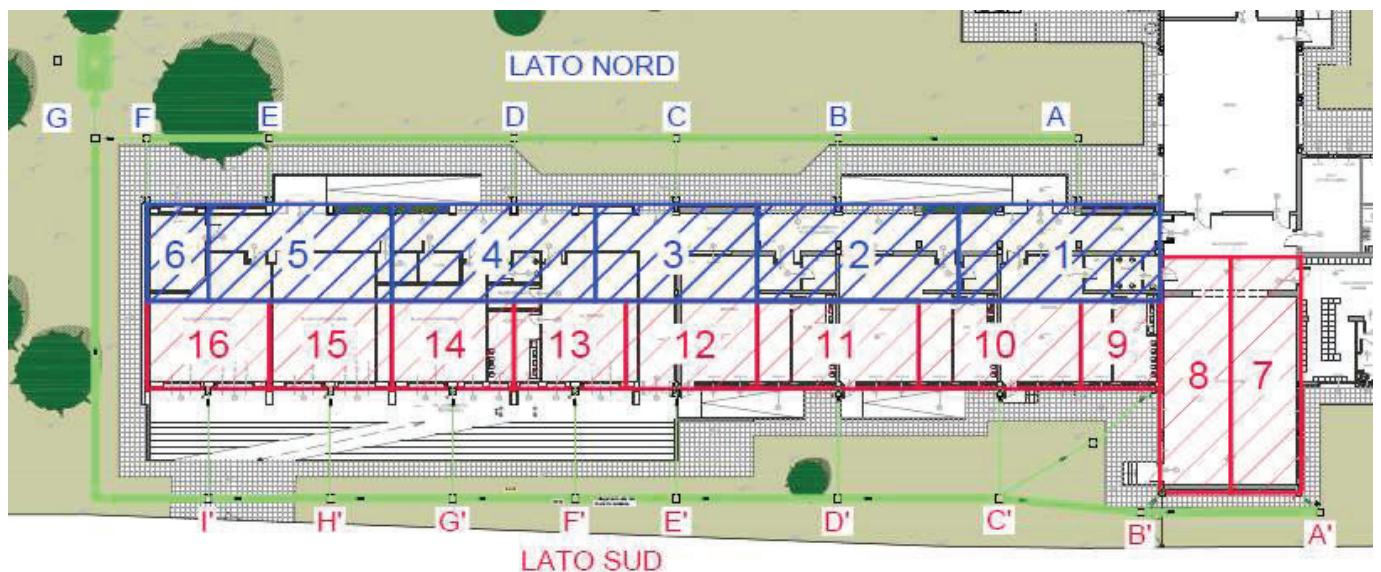 LATO NORD
G F E D C B A
6 5 4 3 2 1
16 15 14 13 12 11 10 9 8 7
I' H' G' F' E' D' C' B' A'
LATO SUD